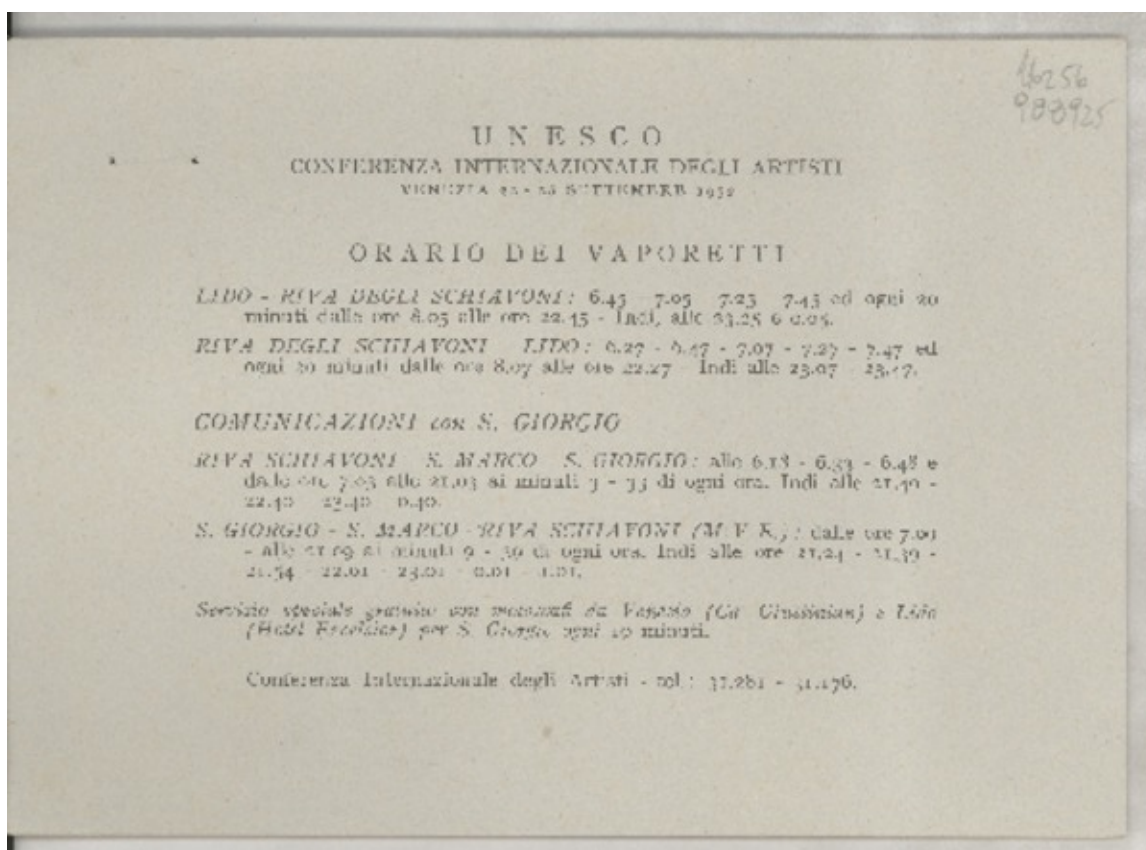 46256
988925
UNESCO
CONFERENZA INTERNAZIONALE DEGLI ARTISTI
VENEZIA 22 - 28 SETTEMBRE 1952
ORARIO DEI VAPORETTI
LIDO - RIVA DEGLI SCHIAVONI: 6.45 - 7.05 - 7.25 - 7.45 ed ogni 20
minuti dalle ore 8.05 alle ore 22.45 - Indi, alle 23.25 e 0.05.
RIVA DEGLI SCHIAVONI - LIDO: 6.27 - 6.47 - 7.07 - 7.27 - 7.47 ed
ogni 20 minuti dalle ore 8.07 alle ore 22.27 - Indi alle 23.07 - 23.47.
COMUNICAZIONI con S. GIORGIO
RIVA SCHIAVONI - S. MARCO - S. GIORGIO: alle 6.18 - 6.33 - 6.48 e
dalle ore 7.03 alle 21.03 ai minuti 3 - 33 di ogni ora. Indi alle 21.40 -
22.40 - 23.40 - 0.40.
S. GIORGIO - S. MARCO - RIVA SCHIAVONI (M. V. E.): dalle ore 7.09
- alle 21.09 ai minuti 9 - 39 di ogni ora. Indi alle ore 21.24 - 21.39 -
21.54 - 22.01 - 23.01 - 0.01 - 1.01.
Servizio speciale gratuito con motoscafi da Venezia (Ca' Giustinian) e Lido
(Hotel Excelsior) per S. Giorgio ogni minuti.
Conferenza Internazionale degli Artisti - tel.: